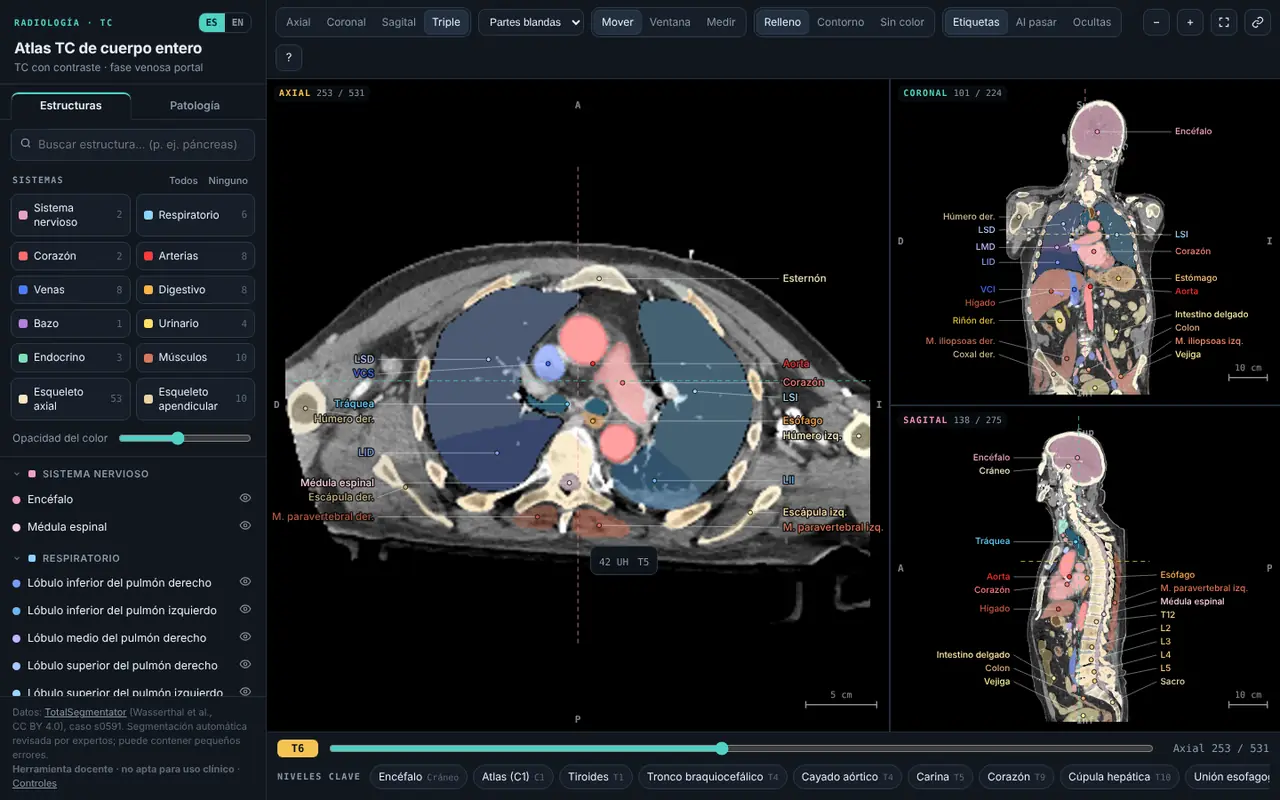 RADIOLOGÍA · TC
ES EN
Atlas TC de cuerpo entero
TC con contraste · fase venosa portal
Estructuras
Patología
Buscar estructura... (p. ej. páncreas)
SISTEMAS
Todos Ninguno
Sistema nervioso 2
Respiratorio 6
Corazón 2
Arterias 8
Venas 8
Digestivo 8
Bazo 1
Urinario 4
Endocrino 3
Músculos 10
Esqueleto axial 53
Esqueleto apendicular 10
Opacidad del color
SISTEMA NERVIOSO
Encéfalo
Médula espinal
RESPIRATORIO
Lóbulo inferior del pulmón derecho
Lóbulo inferior del pulmón izquierdo
Lóbulo medio del pulmón derecho
Lóbulo superior del pulmón derecho
Lóbulo superior del pulmón izquierdo
Datos: TotalSegmentator (Wasserthal et al.,
CC BY 4.0), caso s0591. Segmentación automática
revisada por expertos; puede contener pequeños
errores.
Herramienta docente · no apta para uso clínico ·
Controles
Axial Coronal Sagital Triple
Partes blandas
Mover Ventana Medir
Relleno Contorno Sin color
Etiquetas Al pasar Ocultas
− +
?
AXIAL 253 / 531
A
Esternón
LSD
VCS
Tráquea
D
Húmero der.
LID
Médula espinal
Escápula der.
M. paravertebral der.
Aorta
Corazón
LSI
I
Esófago
Húmero izq.
LII
Escápula izq.
M. paravertebral izq.
42 UH T5
5 cm
P
CORONAL 101 / 224
Encéfalo
Húmero der.
LSD
LMD
LID
VCI
Hígado
Riñón der.
M. iliopsoas der.
Coxal der.
D
LSI
I
Corazón
Estómago
Aorta
Intestino delgado
Colon
M. iliopsoas izq.
Vejiga
10 cm
SAGITAL 138 / 275
Sup
Encéfalo
Cráneo
Tráquea
A
Aorta
Corazón
Hígado
Intestino delgado
Colon
Vejiga
P
Esófago
M. paravertebral izq.
Médula espinal
T12
L2
L3
L4
L5
Sacro
10 cm
T6
Axial 253 / 531
NIVELES CLAVE
Encéfalo Cráneo
Atlas (C1) C1
Tiroides T1
Tronco braquiocefálico T4
Cayado aórtico T4
Carina T5
Corazón T9
Cúpula hepática T10
Unión esofagog